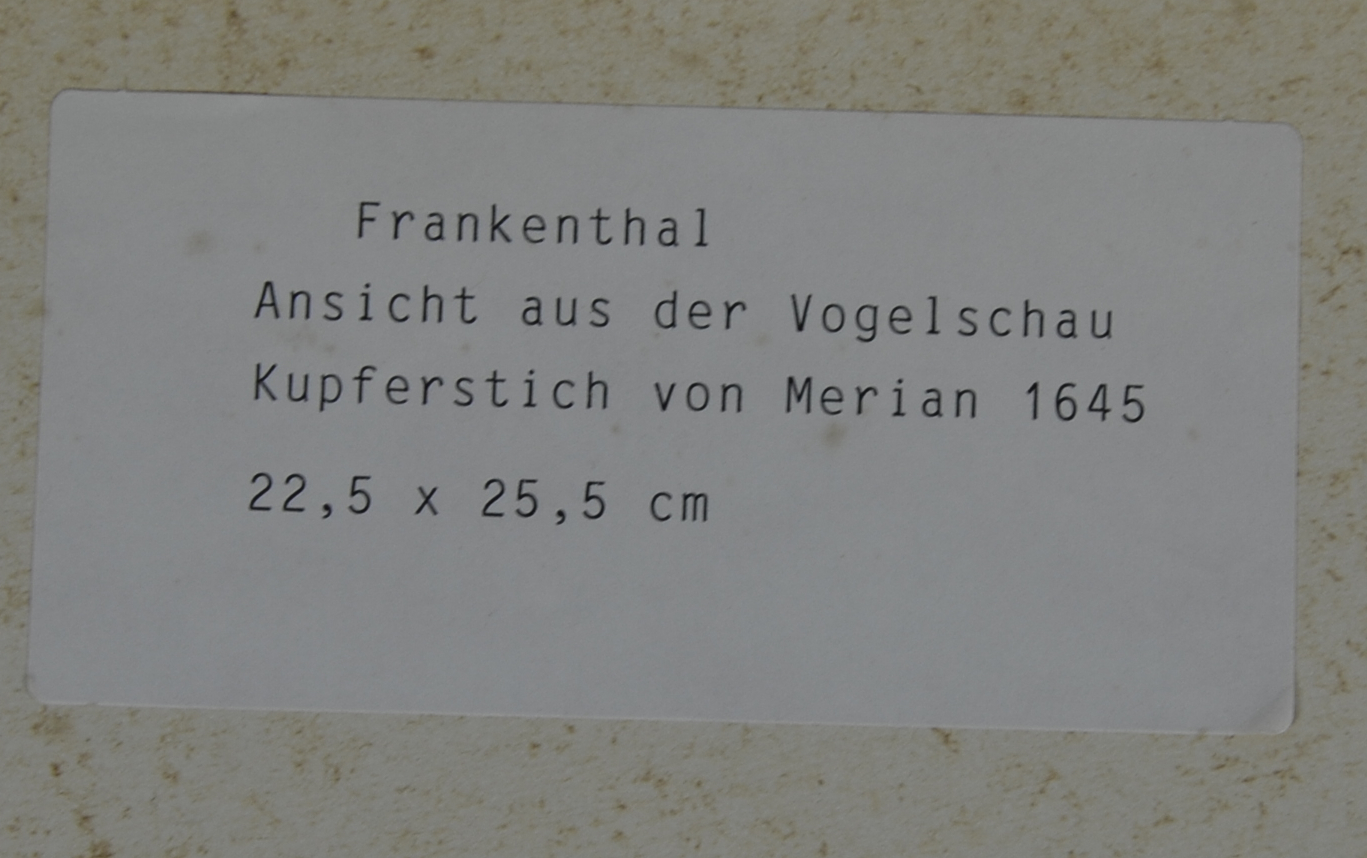 Frankenthal
Ansicht aus der Vogelschau
Kupferstich von Merian 1645
22,5 x 25,5 cm